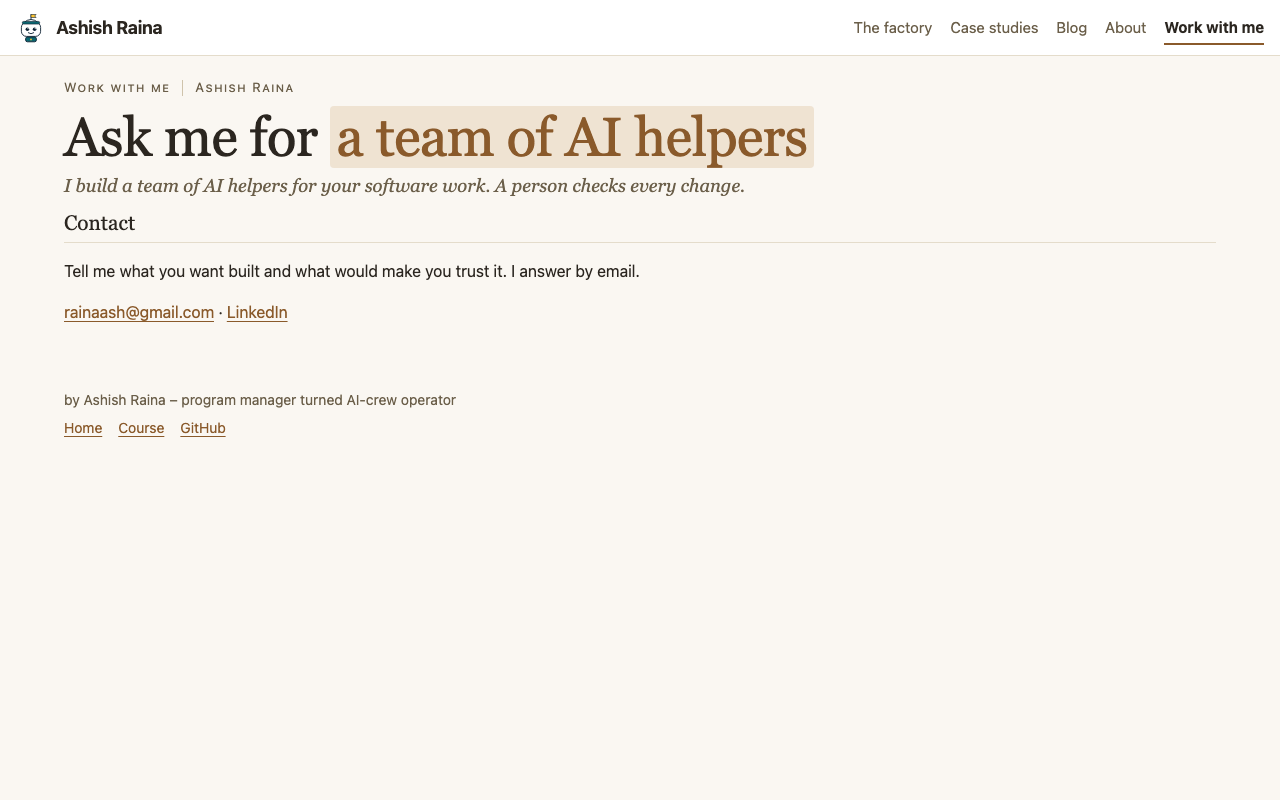 Ashish Raina
The factory Case studies Blog About Work with me
Work with me | Ashish Raina
Ask me for a team of AI helpers
I build a team of AI helpers for your software work. A person checks every change.
Contact
Tell me what you want built and what would make you trust it. I answer by email.
rainaash@gmail.com · LinkedIn
by Ashish Raina – program manager turned AI-crew operator
Home Course GitHub